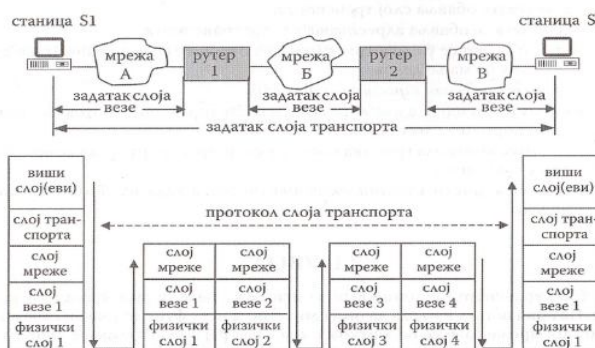 станица S1
станица S
мрежа
А
рутер
1
мрежа
Б
рутер
2
мрежа
В
задатак слоја
везе
задатак слоја
везе
задатак слоја
везе
задатак слоја транспорта
виши
слој(еви)
слој тран-
спорта
слој
мреже
слој
везе 1
физички
слој 1
протокол слоја транспорта
слој
мреже
слој
мреже
слој
везе 1
слој
везе 2
физички
слој 1
физички
слој 2
слој
мреже
слој
мреже
слој
везе 3
слој
везе 4
физички
слој 3
физички
слој 4
виши
слој(еви)
слој тран-
спорта
слој
мреже
слој
везе 1
физички
слој 1